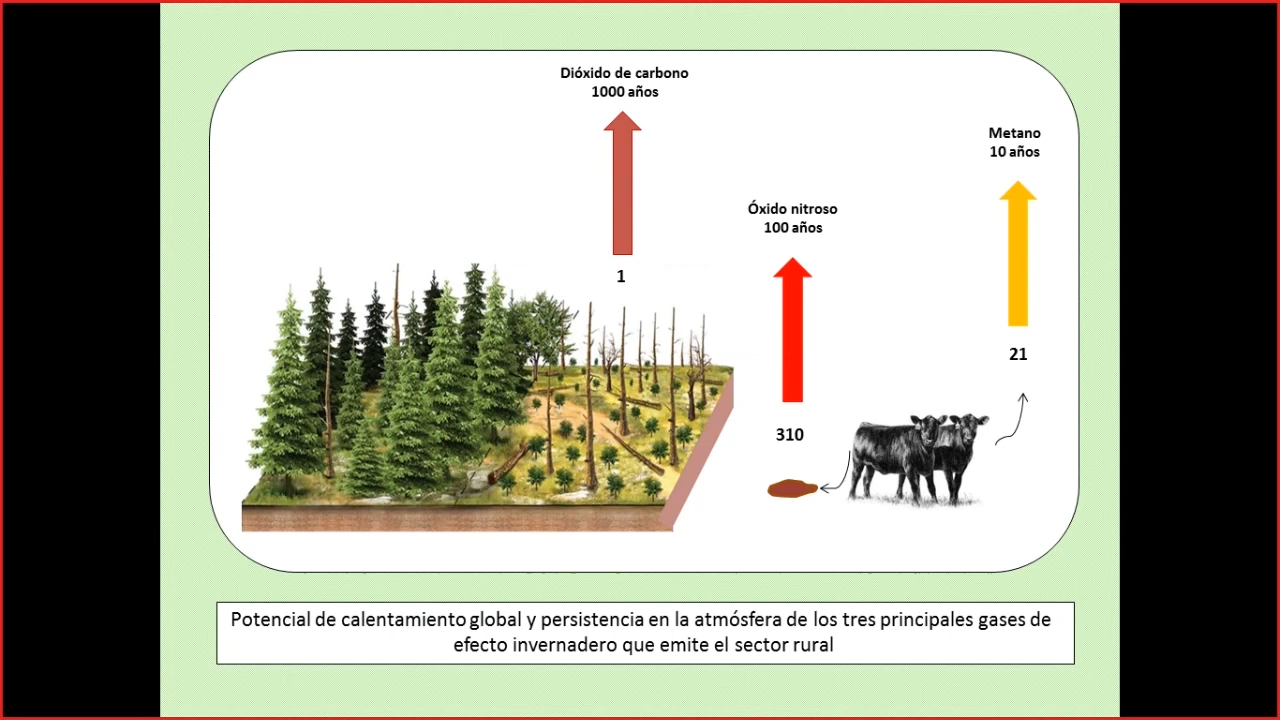 Dióxido de carbono
1000 años
Metano
10 años
Óxido nitroso
100 años
1
21
310
Potencial de calentamiento global y persistencia en la atmósfera de los tres principales gases de
efecto invernadero que emite el sector rural